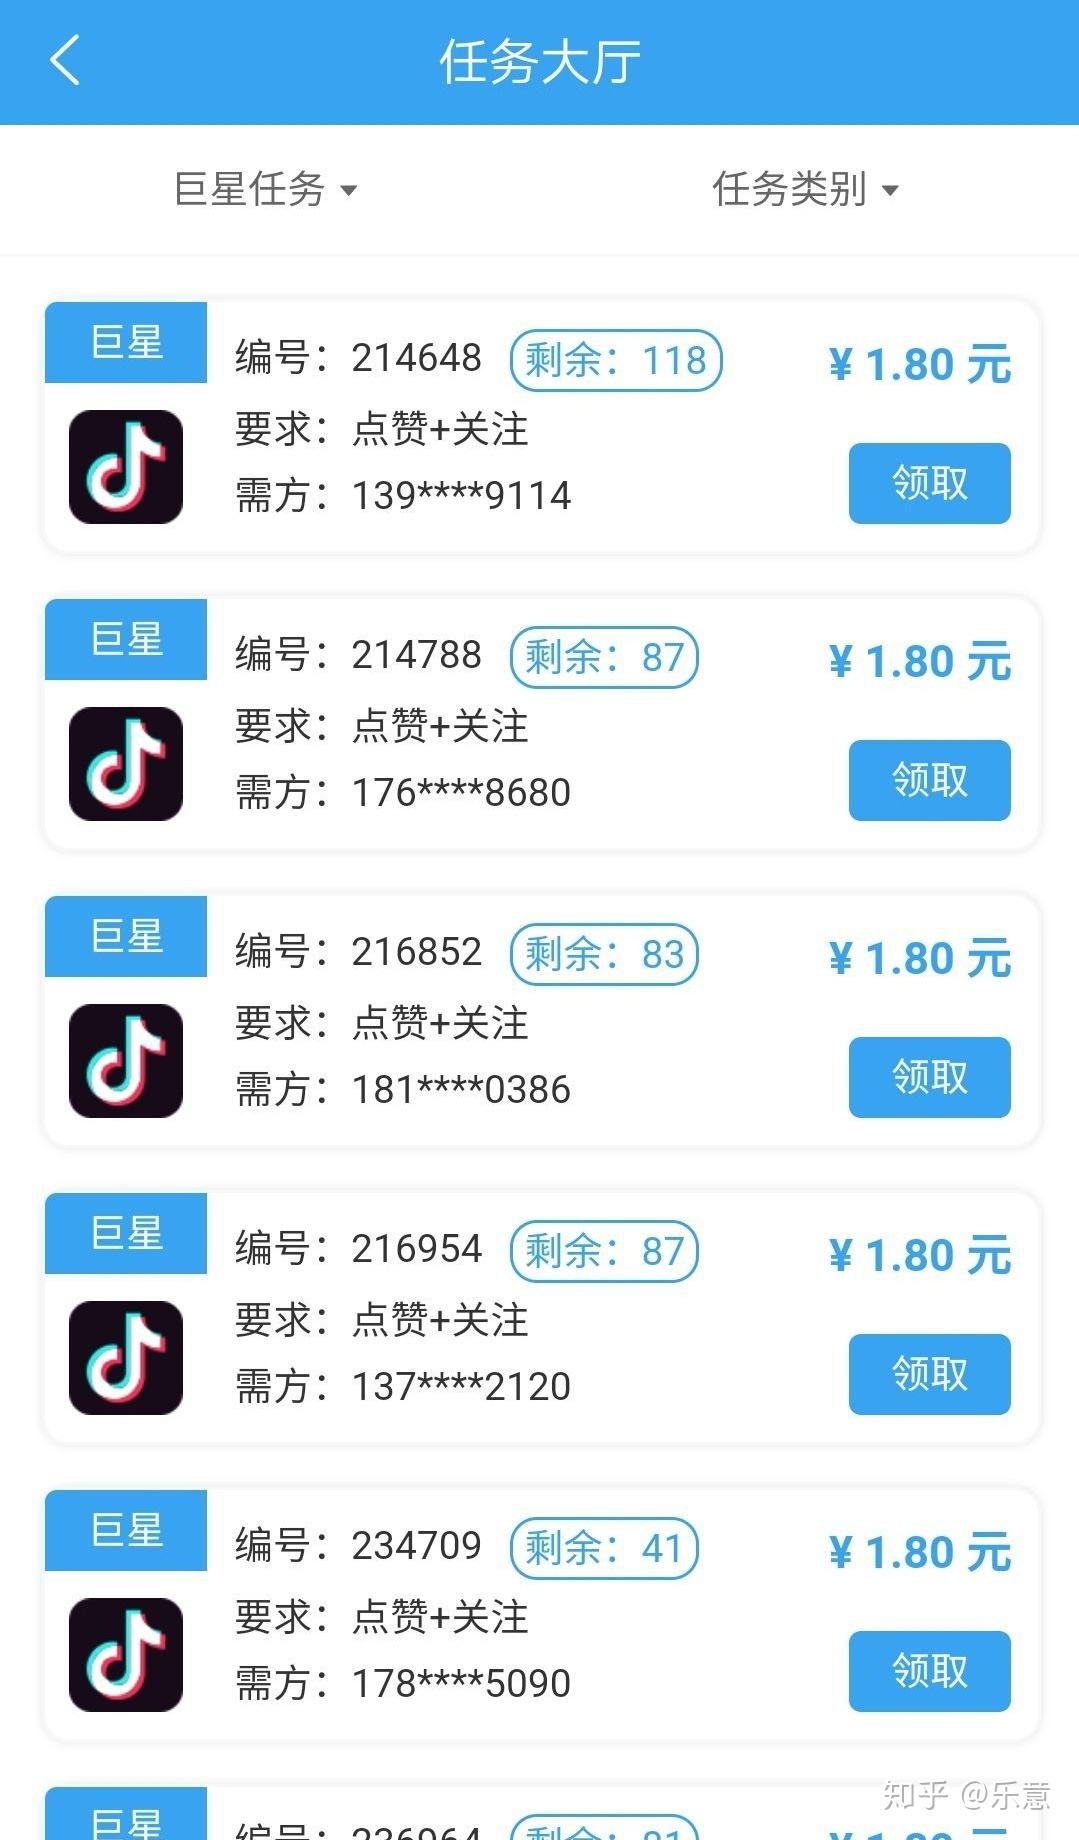 任务大厅
巨星任务 任务类别
巨星
编号：214648 剩余：118 ¥ 1.80 元
要求：点赞+关注
需方：139****9114 领取
巨星
编号：214788 剩余：87 ¥ 1.80 元
要求：点赞+关注
需方：176****8680 领取
巨星
编号：216852 剩余：83 ¥ 1.80 元
要求：点赞+关注
需方：181****0386 领取
巨星
编号：216954 剩余：87 ¥ 1.80 元
要求：点赞+关注
需方：137****2120 领取
巨星
编号：234709 剩余：41 ¥ 1.80 元
要求：点赞+关注
需方：178****5090 领取
巨星
知乎 @乐意